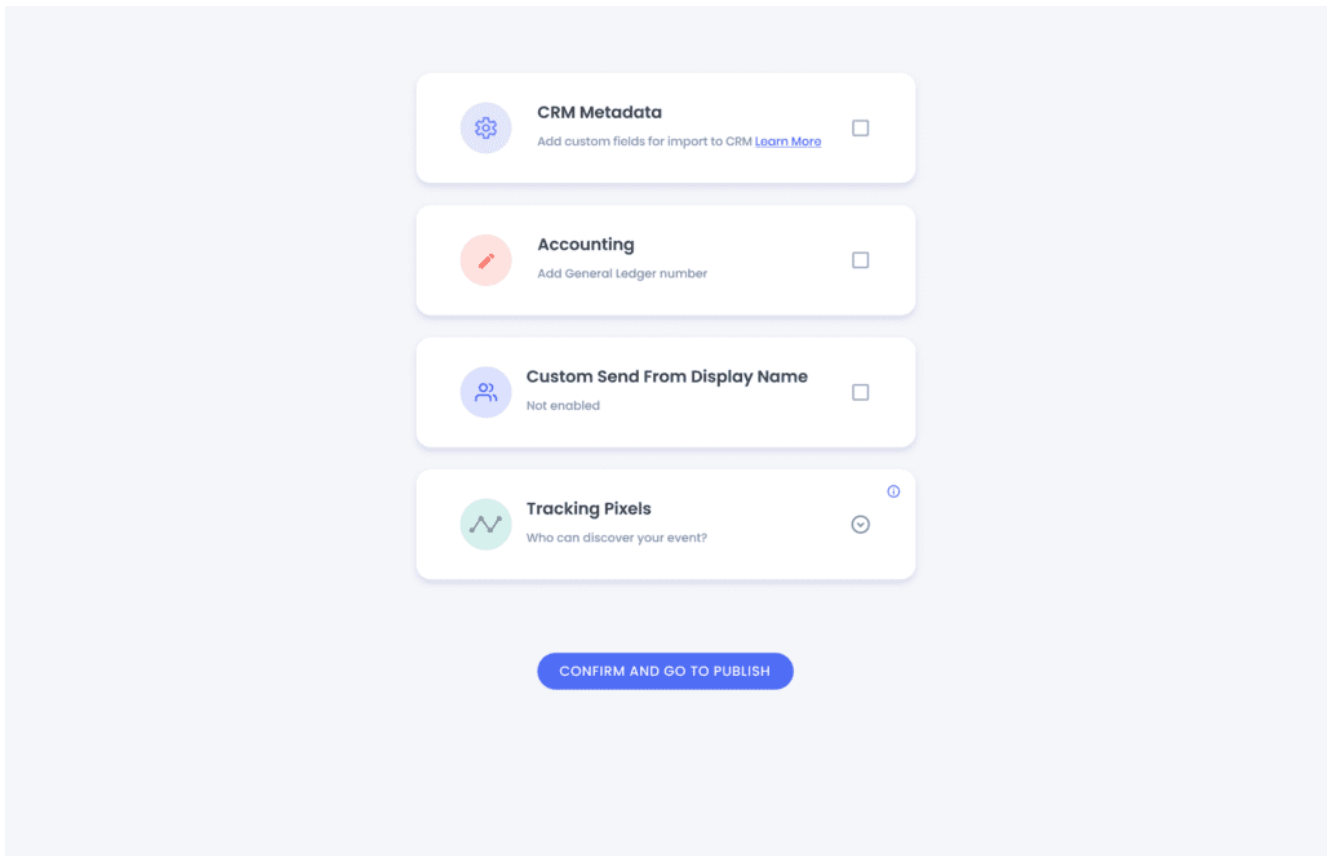 CRM Metadata
Add custom fields for import to CRM Learn More
Accounting
Add General Ledger number
Custom Send From Display Name
Not enabled
Tracking Pixels
Who can discover your event?
CONFIRM AND GO TO PUBLISH